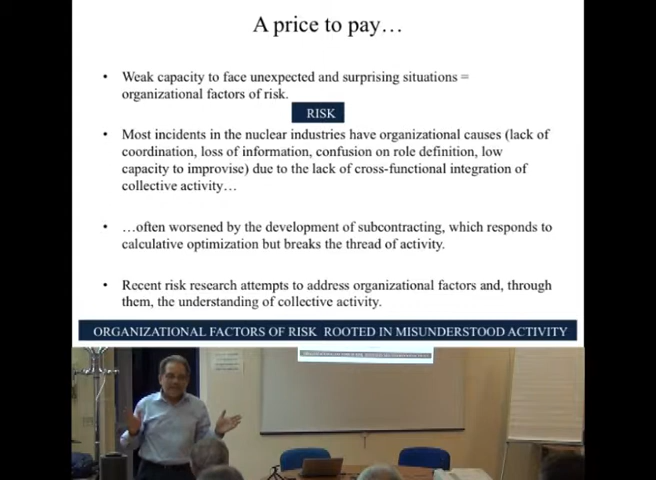 A price to pay…
• Weak capacity to face unexpected and surprising situations =
organizational factors of risk.
RISK
• Most incidents in the nuclear industries have organizational causes (lack of
coordination, loss of information, confusion on role definition, low
capacity to improvise) due to the lack of cross-functional integration of
collective activity…
• …often worsened by the development of subcontracting, which responds to
calculative optimization but breaks the thread of activity.
• Recent risk research attempts to address organizational factors and, through
them, the understanding of collective activity.
ORGANIZATIONAL FACTORS OF RISK ROOTED IN MISUNDERSTOOD ACTIVITY